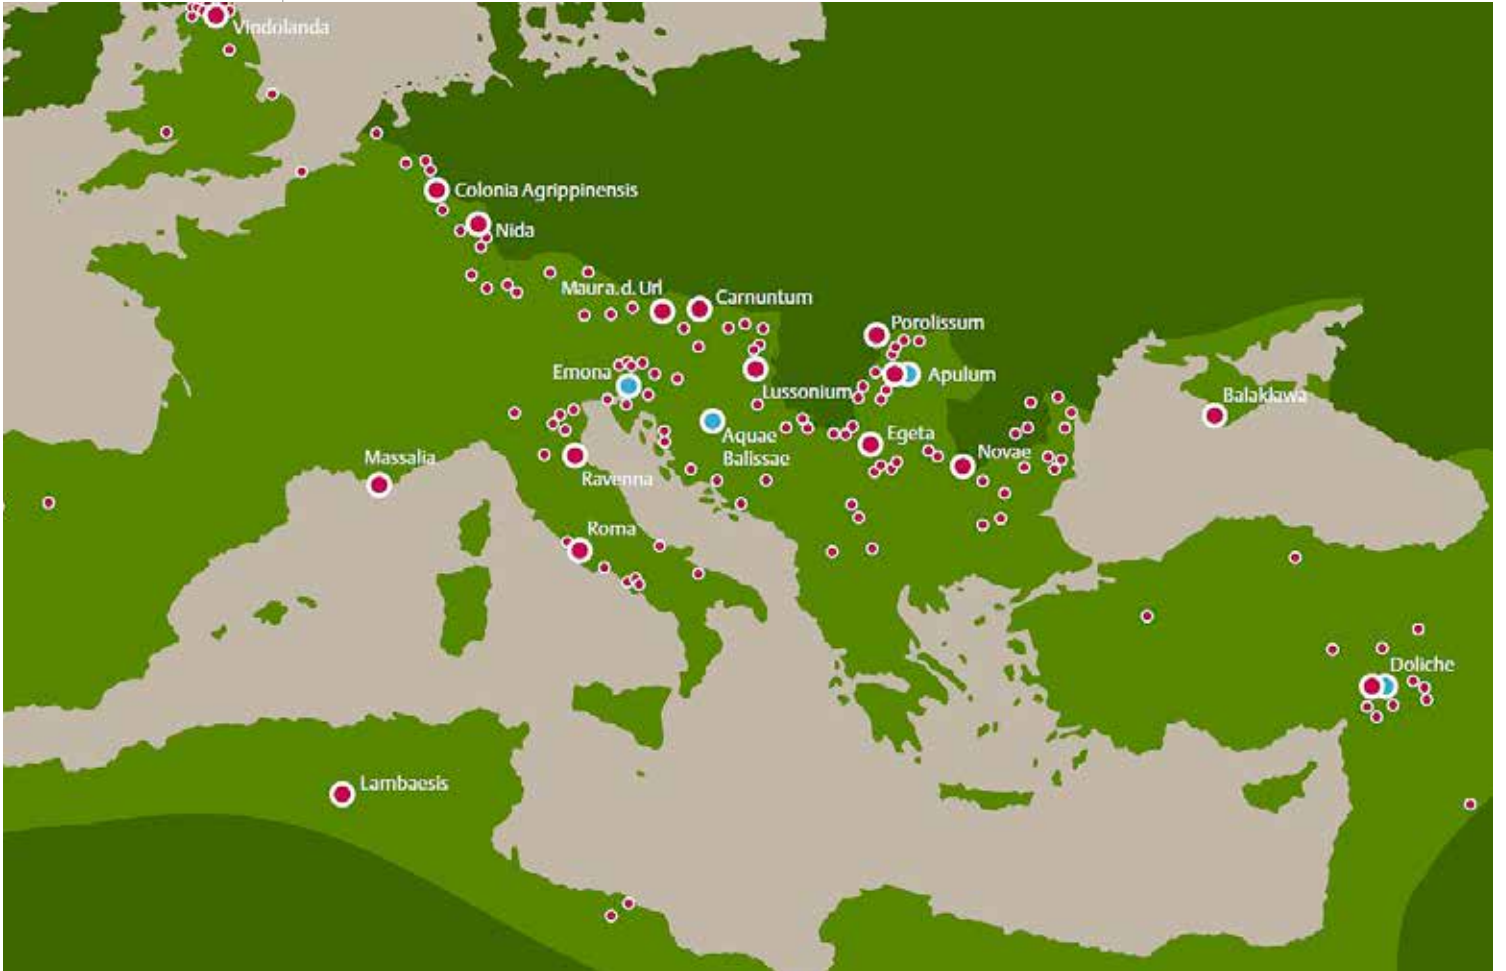 Vindolanda
Colonia Agrippinensis
Nida
Maura. d. Url
Carnuntum
Porolissum
Emona
Lussonium
Apulum
Balaklawa
Aquae
Balissae
Egeta
Novae
Massalia
Ravenna
Roma
Doliche
Lambaesis